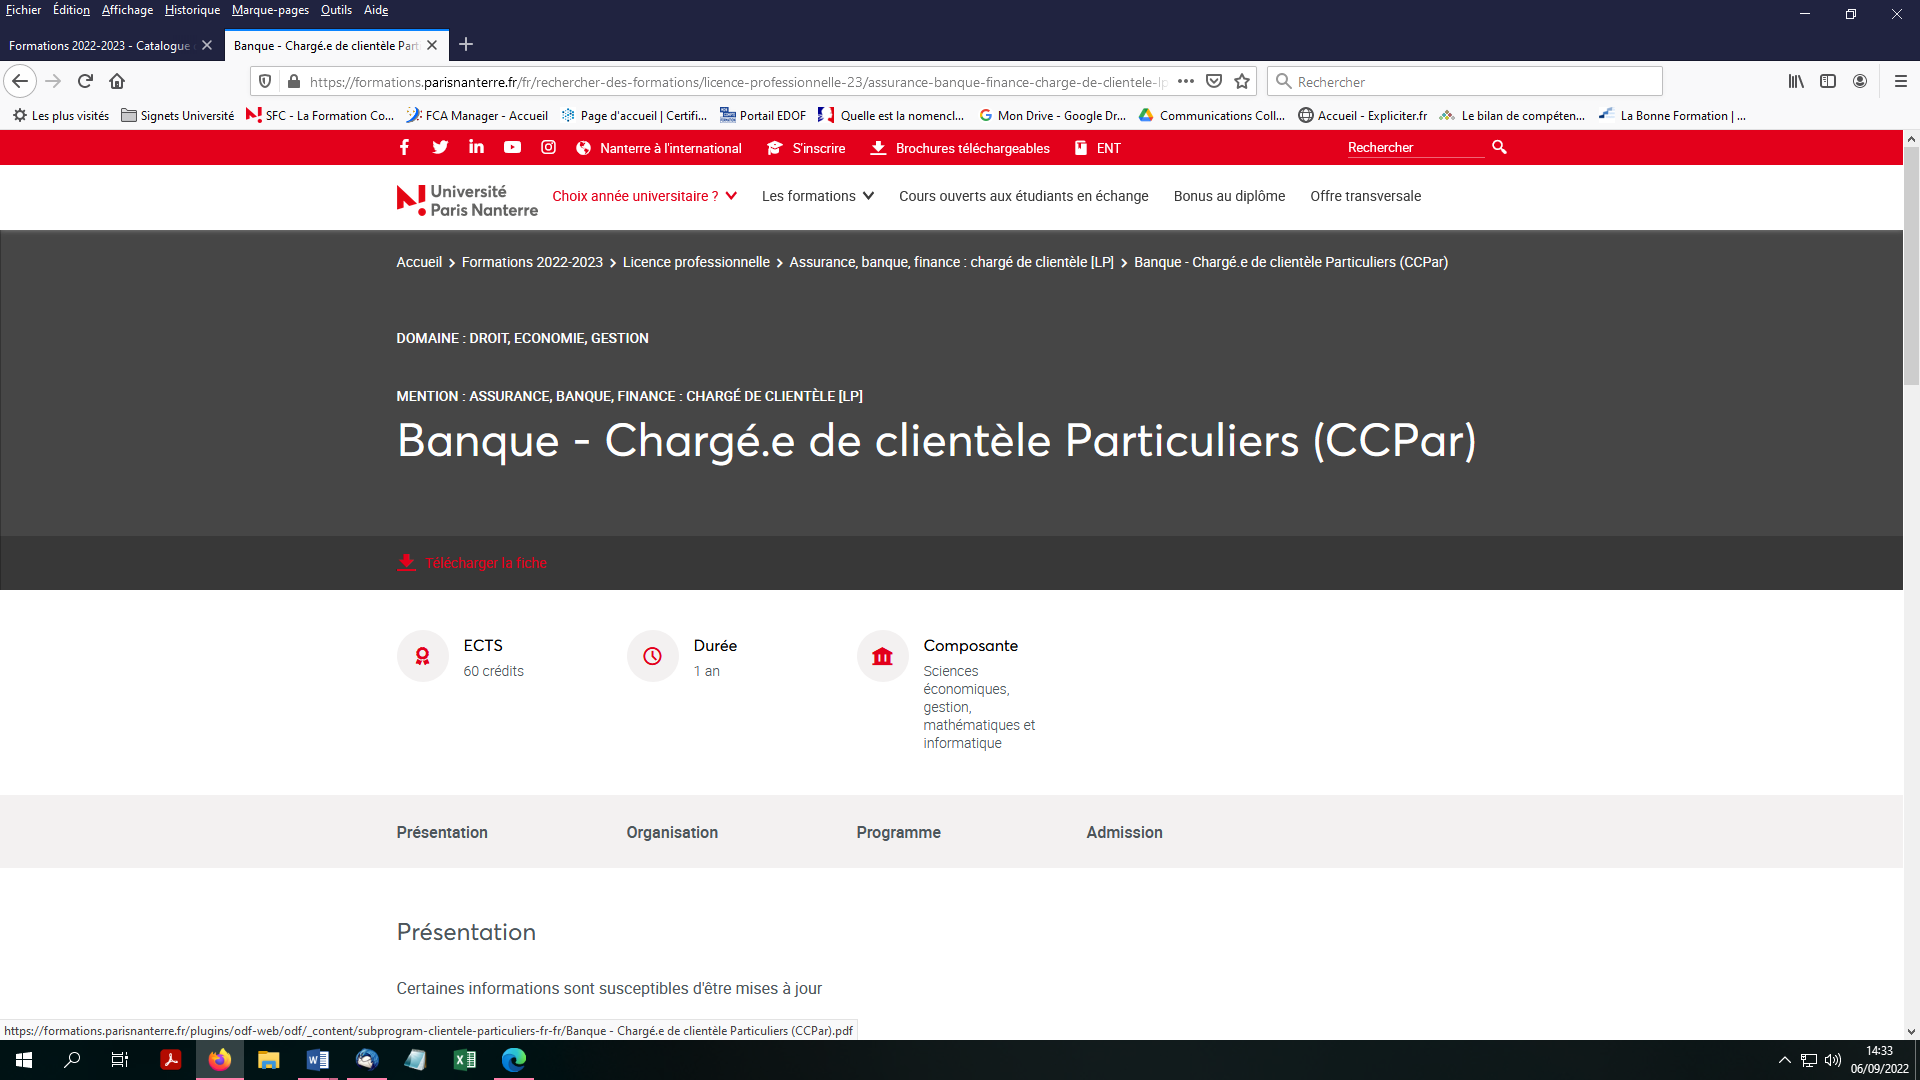 Fichier Édition Affichage Historique Marque-pages Outils Aide
Formations 2022-2023 - Catalogue
Banque - Chargé.e de clientèle Part
https://formations.parisnanterre.fr/fr/rechercher-des-formations/licence-professionnelle-23/assurance-banque-finance-charge-de-clientele-lp
Rechercher
Les plus visités Signets Université SFC - La Formation Co... FCA Manager - Accueil Page d'accueil | Certifi... Portail EDOF Quelle est la nomencl... Mon Drive - Google Dr... Communications Coll... Accueil - Expliciter.fr Le bilan de compéten... La Bonne Formation | ...
Nanterre à l'international S'inscrire Brochures téléchargeables ENT Rechercher
Université
Paris Nanterre
Choix année universitaire ? Les formations Cours ouverts aux étudiants en échange Bonus au diplôme Offre transversale
Accueil > Formations 2022-2023 > Licence professionnelle > Assurance, banque, finance : chargé de clientèle [LP] > Banque - Chargé.e de clientèle Particuliers (CCPar)
DOMAINE : DROIT, ECONOMIE, GESTION
MENTION : ASSURANCE, BANQUE, FINANCE : CHARGÉ DE CLIENTÈLE [LP]
Banque - Chargé.e de clientèle Particuliers (CCPar)
Télécharger la fiche
ECTS
60 crédits
Durée
1 an
Composante
Sciences
économiques,
gestion,
mathématiques et
informatique
Présentation Organisation Programme Admission
Présentation
Certaines informations sont susceptibles d'être mises à jour
https://formations.parisnanterre.fr/plugins/odf-web/odf/_content/subprogram-clientele-particuliers-fr-fr/Banque - Chargé.e de clientèle Particuliers (CCPar).pdf
14:33
06/09/2022